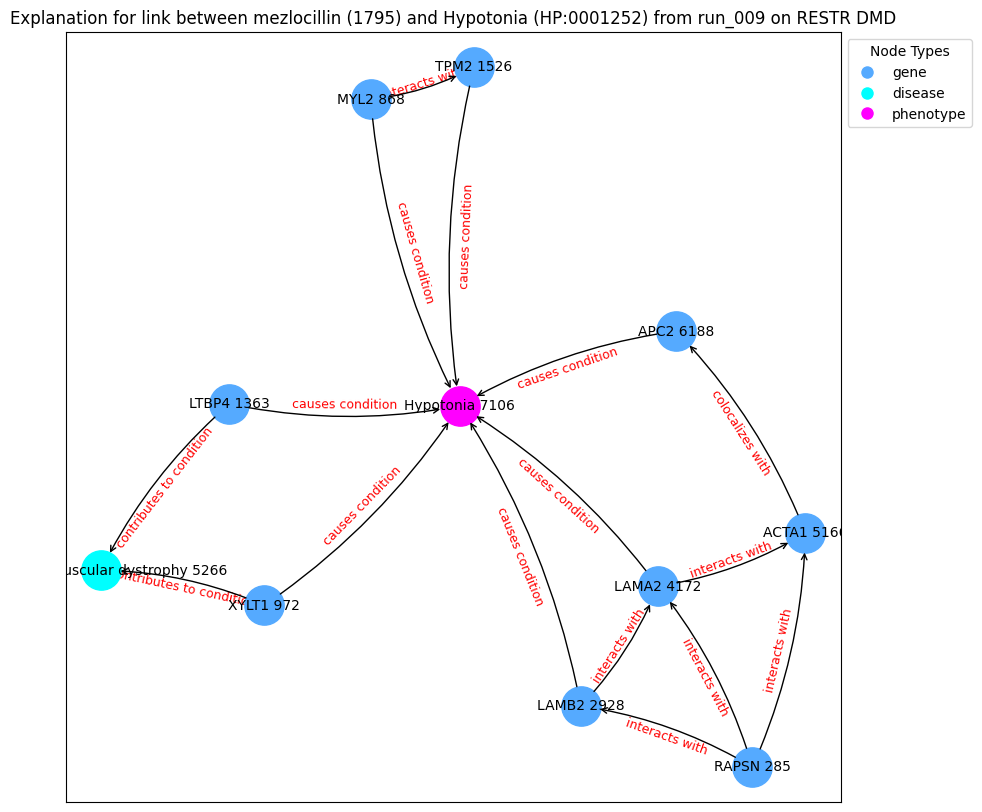 Explanation for link between mezlocillin (1795) and Hypotonia (HP:0001252) from run_009 on RESTR DMD
Node Types
gene
disease
phenotype
TPM2 1526
interacts with
MYL2 868
causes condition
causes condition
APC2 6188
causes condition
LTBP4 1363
causes condition
Hypotonia 7106
colocalizes with
contributes to condition
causes condition
causes condition
causes condition
ACTA1 5160
interacts with
uscular dystrophy 5266
contributes to condition
LAMA2 4172
XYLT1 972
interacts with
interacts with
interacts with
LAMB2 2928
interacts with
RAPSN 285